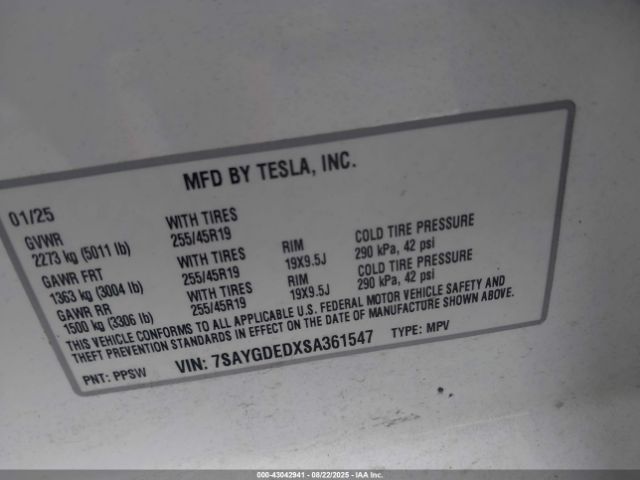 MFD BY TESLA, INC.
01/25
GVWR WITH TIRES
2273 kg (5011 lb) 255/45R19 RIM COLD TIRE PRESSURE
GAWR FRT WITH TIRES 19X9.5J 290 kPa, 42 psi
1363 kg (3004 lb) 255/45R19 RIM COLD TIRE PRESSURE
GAWR RR WITH TIRES 19X9.5J 290 kPa, 42 psi
1500 kg (3306 lb) 255/45R19
THIS VEHICLE CONFORMS TO ALL APPLICABLE U.S. FEDERAL MOTOR VEHICLE SAFETY AND
THEFT PREVENTION STANDARDS IN EFFECT ON THE DATE OF MANUFACTURE SHOWN ABOVE.
PNT: PPSW VIN: 7SAYGDEDXSA361547 TYPE: MPV
000-43042941 - 08/22/2025 - IAA Inc.